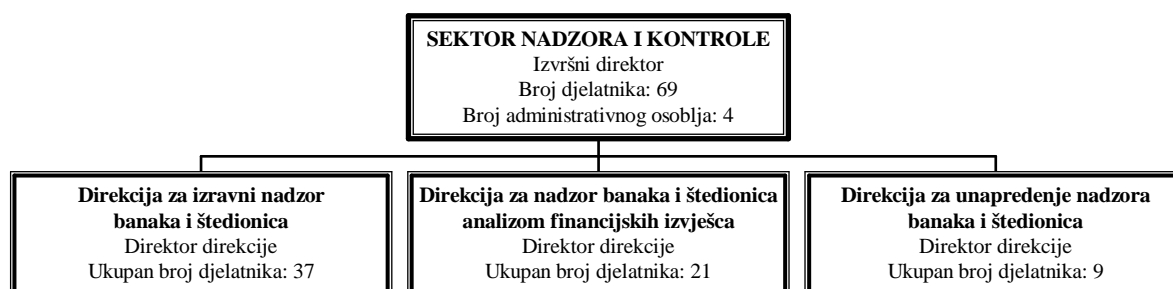 SEKTOR NADZORA I KONTROLE
Izvršni direktor
Broj djelatnika: 69
Broj administrativnog osoblja: 4
Direkcija za izravni nadzor
banaka i štedionica
Direktor direkcije
Ukupan broj djelatnika: 37
Direkcija za nadzor banaka i štedionica
analizom financijskih izvješca
Direktor direkcije
Ukupan broj djelatnika: 21
Direkcija za unapredenje nadzora
banaka i štedionica
Direktor direkcije
Ukupan broj djelatnika: 9